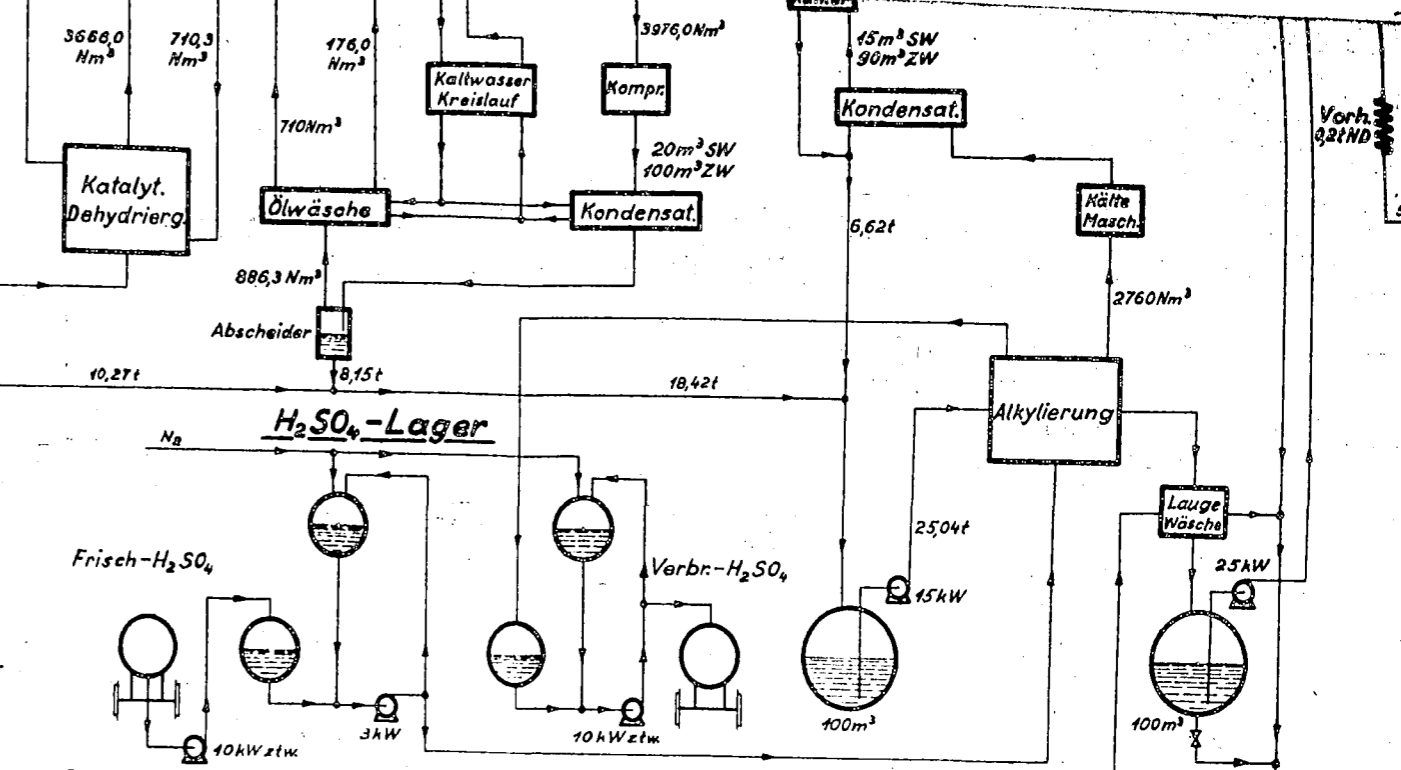 3666,0
Nm³
710,3
Nm³
176,0
Nm³
3976,0 Nm³
15m³ SW
90m³ ZW
Kaltwasser
Kreislauf
Kompr.
Kondensat.
Vorh.
0,2tND
710Nm³
20m³ SW
100m³ ZW
Katalyt.
Dehydrierg.
Ölwäsche
Kondensat.
Kälte
Masch.
6,62t
886,3 Nm³
2760Nm³
Abscheider
10,27t
8,15t
18,42t
Alkylierung
H₂SO₄-Lager
N₂
Lauge
Wäsche
25,04t
Frisch-H₂SO₄
Verbr.-H₂SO₄
25kW
15kW
100m³
100m³
10kW ztw.
3kW
10kW ztw.